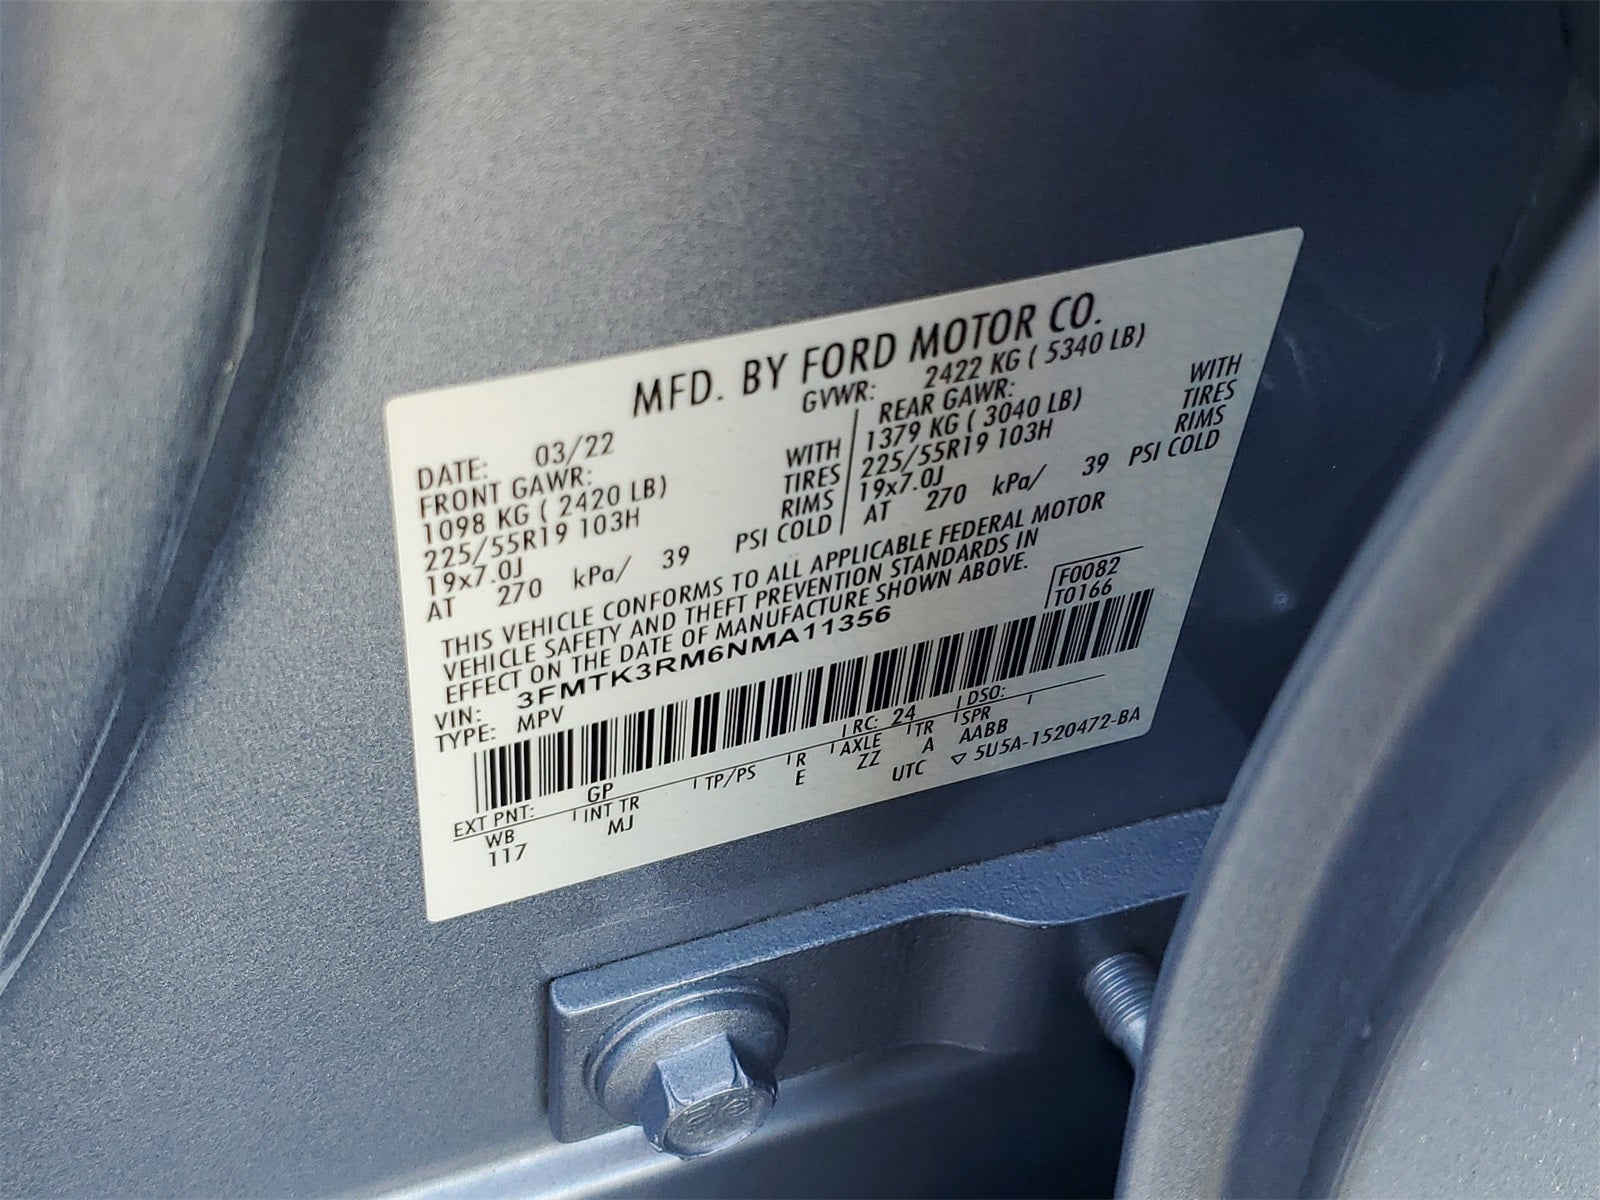 MFD. BY FORD MOTOR CO.
DATE: 03/22 GVWR: 2422 KG ( 5340 LB)
FRONT GAWR: REAR GAWR:
1098 KG ( 2420 LB) WITH 1379 KG ( 3040 LB) WITH
225/55R19 103H TIRES 225/55R19 103H TIRES
19x7.0J RIMS 19x7.0J RIMS
AT 270 kPa/ 39 PSI COLD AT 270 kPa/ 39 PSI COLD
THIS VEHICLE CONFORMS TO ALL APPLICABLE FEDERAL MOTOR
VEHICLE SAFETY AND THEFT PREVENTION STANDARDS IN
EFFECT ON THE DATE OF MANUFACTURE SHOWN ABOVE.
VIN: 3FMTK3RM6NMA11356 F0082
TYPE: MPV T0166
EXT PNT: GP RC: 24 DSO:
WB INT TR TP/PS R AXLE TR SPR
117 MJ E ZZ A AABB
UTC ▽ 5U5A-1520472-BA